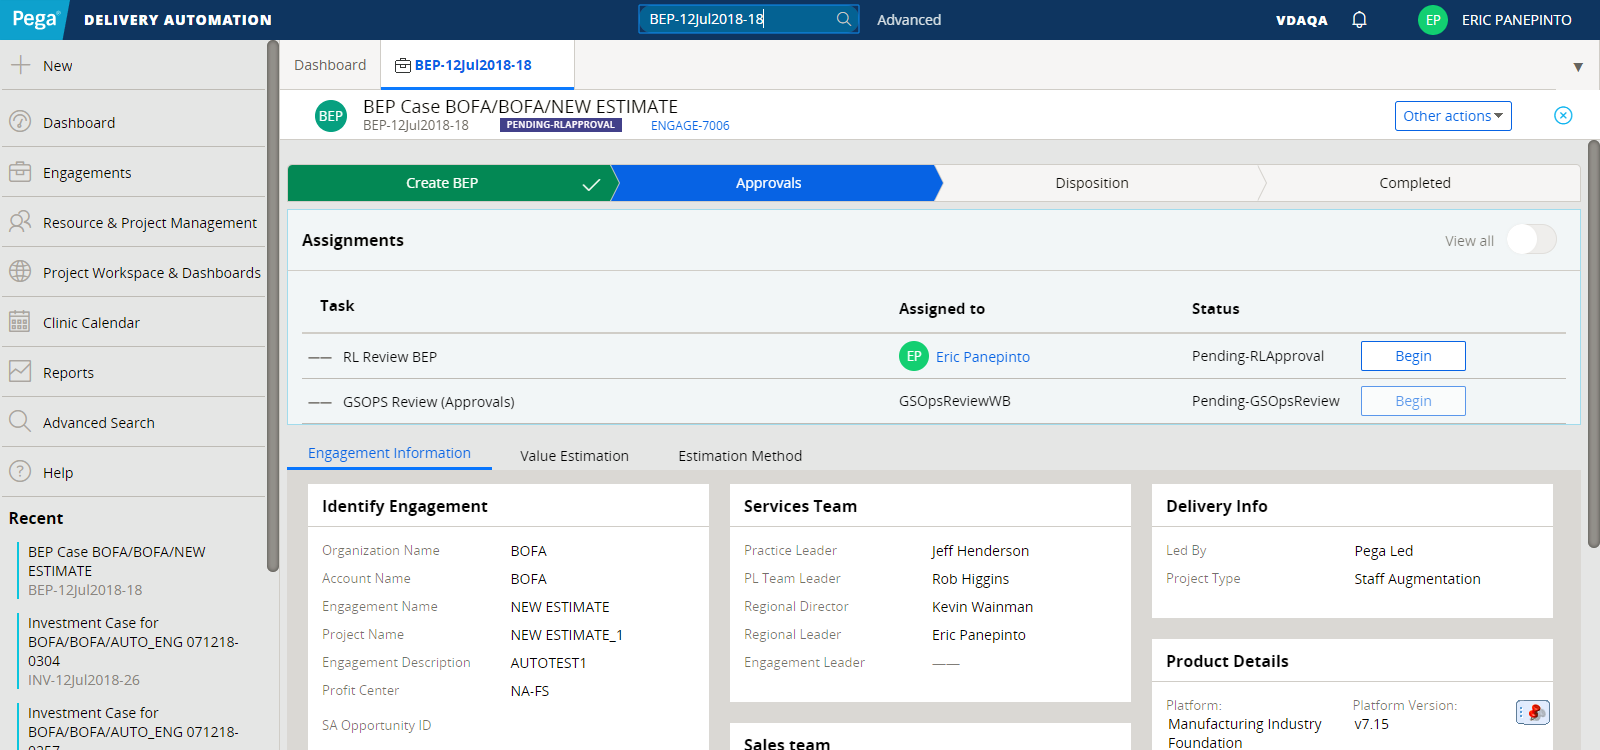 Pega DELIVERY AUTOMATION
BEP-12Jul2018-18
Advanced
VDAQA
EP ERIC PANEPINTO
New
Dashboard
Engagements
Resource & Project Management
Project Workspace & Dashboards
Clinic Calendar
Reports
Advanced Search
Help
Recent
BEP Case BOFA/BOFA/NEW
ESTIMATE
BEP-12Jul2018-18
Investment Case for
BOFA/BOFA/AUTO_ENG 071218-
0304
INV-12Jul2018-26
Investment Case for
BOFA/BOFA/AUTO_ENG 071218-
Dashboard
BEP-12Jul2018-18
BEP
BEP Case BOFA/BOFA/NEW ESTIMATE
BEP-12Jul2018-18 PENDING-RLAPPROVAL ENGAGE-7006
Other actions
Create BEP
Approvals
Disposition
Completed
Assignments
View all
Task Assigned to Status
RL Review BEP EP Eric Panepinto Pending-RLApproval Begin
GSOPS Review (Approvals) GSOpsReviewWB Pending-GSOpsReview Begin
Engagement Information
Value Estimation
Estimation Method
Identify Engagement
Organization Name BOFA
Account Name BOFA
Engagement Name NEW ESTIMATE
Project Name NEW ESTIMATE_1
Engagement Description AUTOTEST1
Profit Center NA-FS
SA Opportunity ID
Services Team
Practice Leader Jeff Henderson
PL Team Leader Rob Higgins
Regional Director Kevin Wainman
Regional Leader Eric Panepinto
Engagement Leader ——
Sales team
Delivery Info
Led By Pega Led
Project Type Staff Augmentation
Product Details
Platform: Platform Version:
Manufacturing Industry v7.15
Foundation